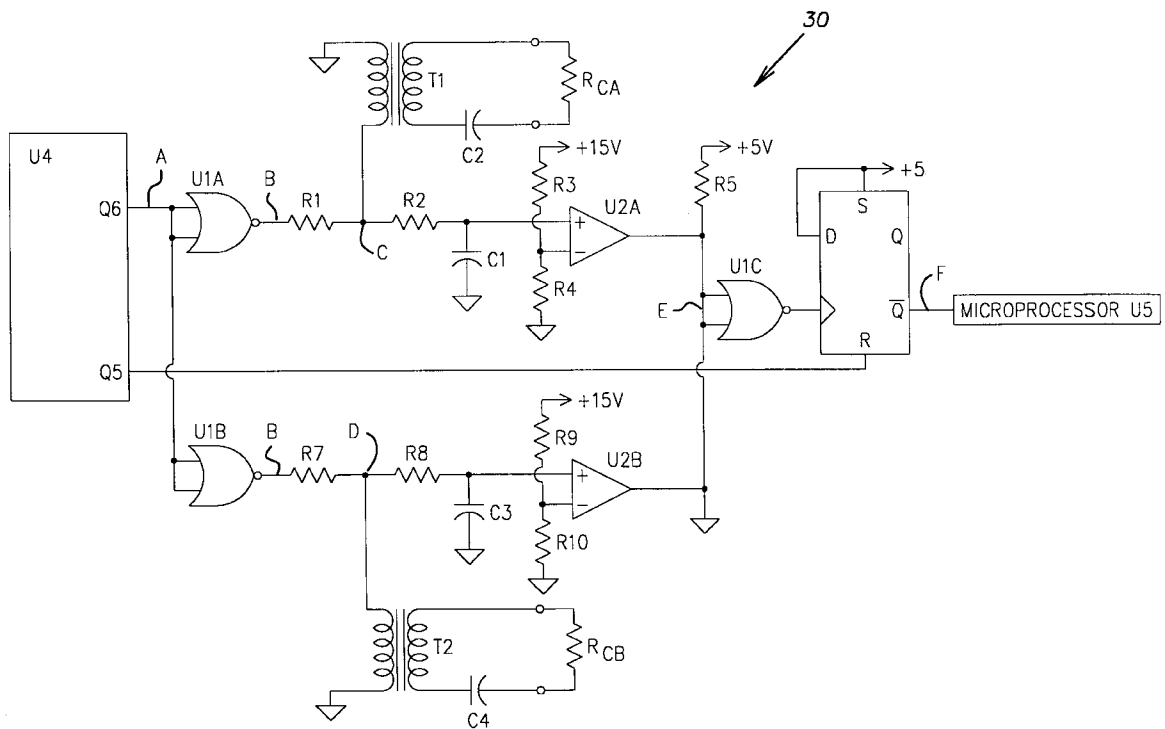 30
T1
R CA
C2
U4
A
U1A
B
R1
R2
C
C1
+15V
R3
R4
U2A
+
−
+5V
R5
+5
S
D
Q
Q̅
R
U1C
E
F
MICROPROCESSOR U5
Q6
Q5
U1B
B
R7
D
R8
C3
+15V
R9
R10
U2B
+
−
T2
R CB
C4